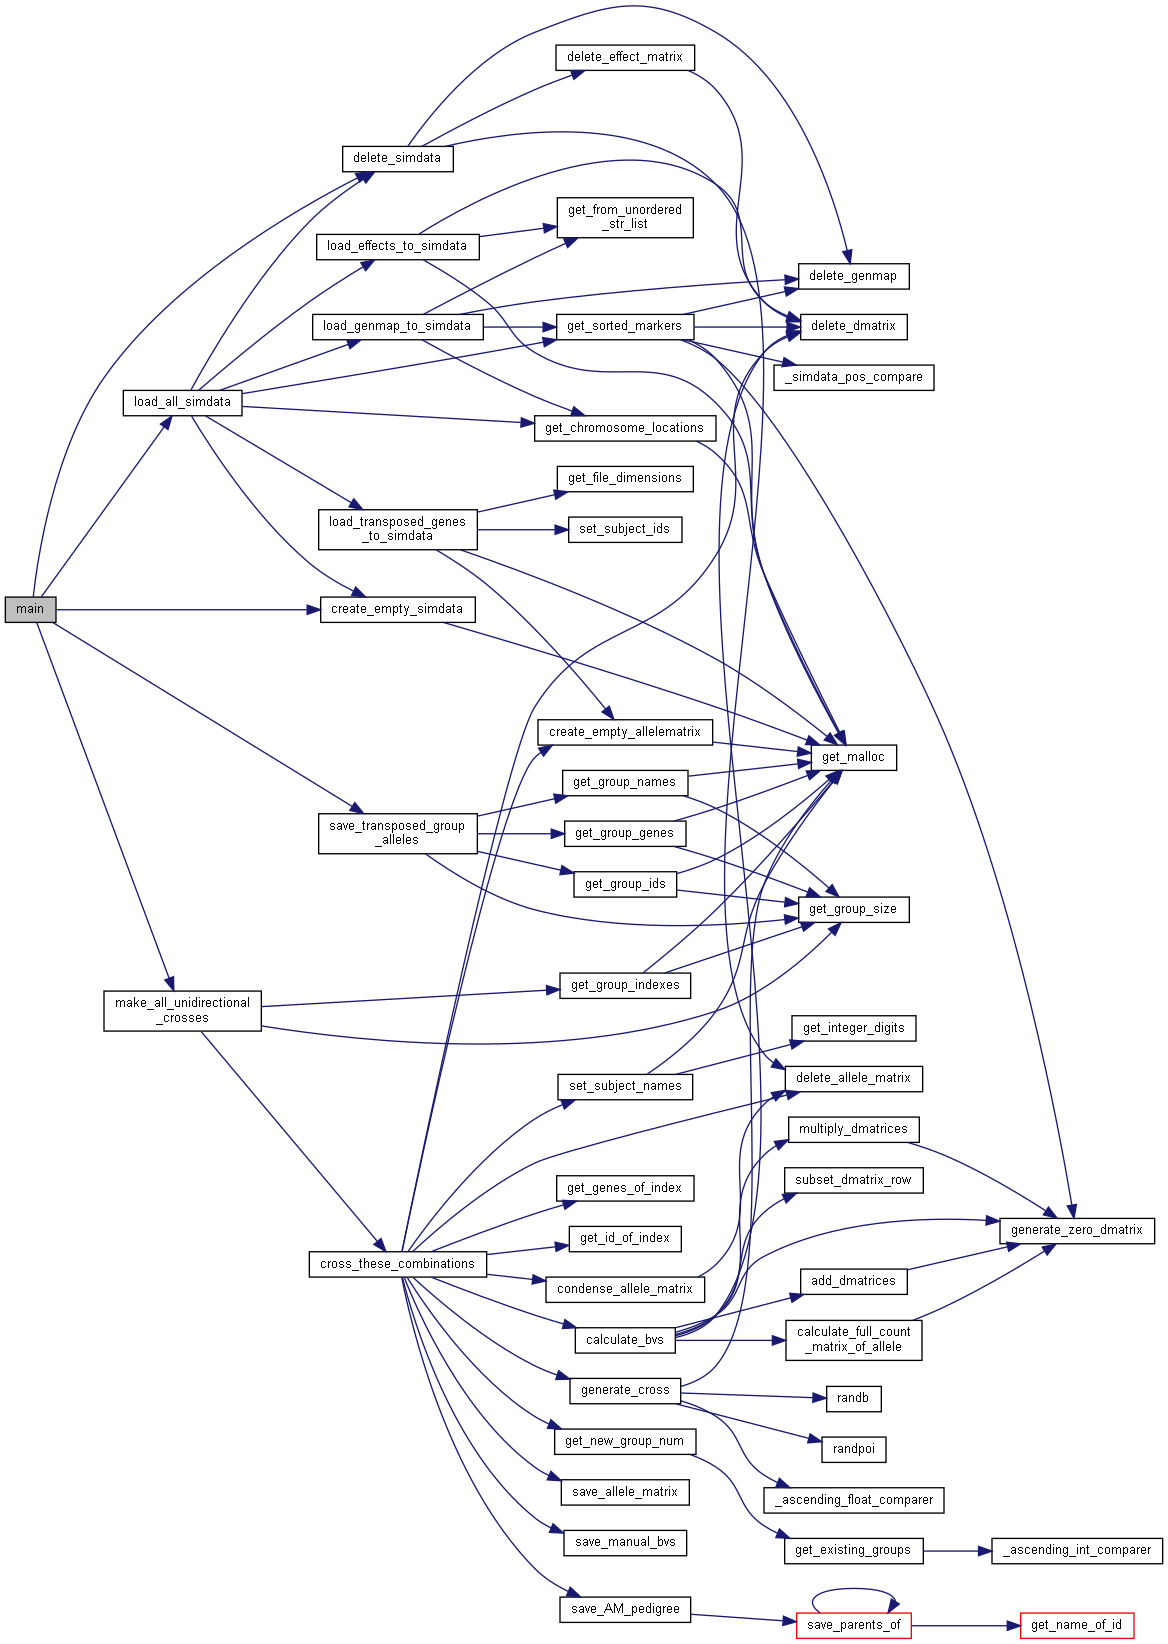 delete_effect_matrix
delete_simdata
get_from_unordered
_str_list
load_effects_to_simdata
delete_genmap
load_genmap_to_simdata
get_sorted_markers
delete_dmatrix
_simdata_pos_compare
load_all_simdata
get_chromosome_locations
get_file_dimensions
load_transposed_genes
_to_simdata
set_subject_ids
main
create_empty_simdata
create_empty_allelematrix
get_malloc
get_group_names
save_transposed_group
_alleles
get_group_genes
get_group_ids
get_group_size
get_group_indexes
make_all_unidirectional
_crosses
get_integer_digits
set_subject_names
delete_allele_matrix
multiply_dmatrices
get_genes_of_index
subset_dmatrix_row
generate_zero_dmatrix
get_id_of_index
cross_these_combinations
condense_allele_matrix
add_dmatrices
calculate_bvs
calculate_full_count
_matrix_of_allele
generate_cross
randb
get_new_group_num
randpoi
save_allele_matrix
_ascending_float_comparer
save_manual_bvs
get_existing_groups
_ascending_int_comparer
save_AM_pedigree
save_parents_of
get_name_of_id